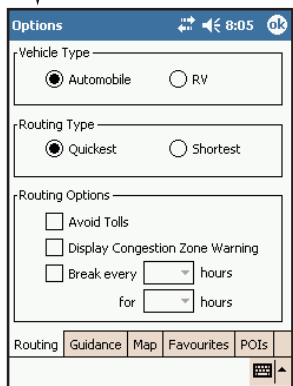 Options 8:05 ok
Vehicle Type
Automobile RV
Routing Type
Quickest Shortest
Routing Options
Avoid Tolls
Display Congestion Zone Warning
Break every hours
for hours
Routing Guidance Map Favourites POIs